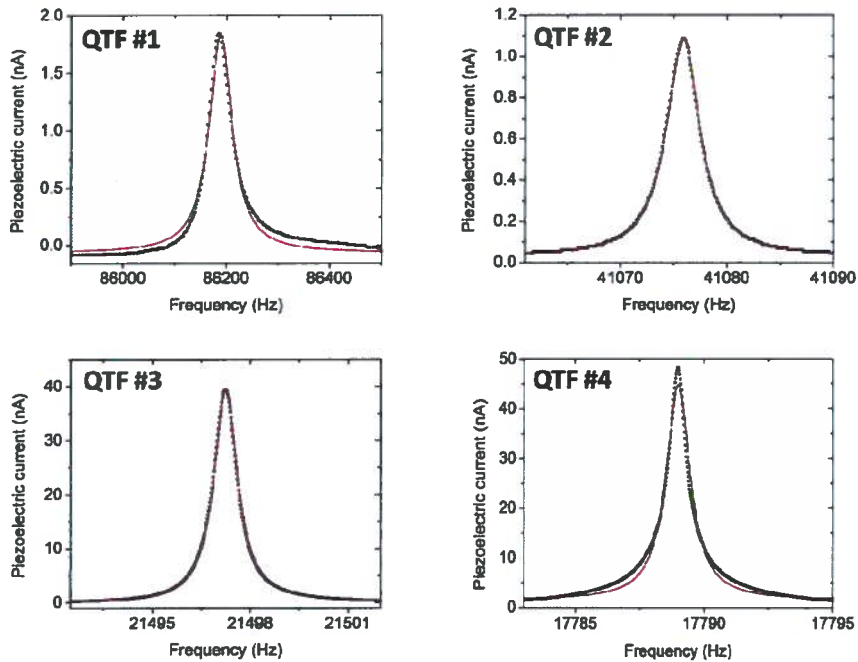 QTF #1
Piezoelectric current (nA)
2.0
1.5
1.0
0.5
0.0
86000 86200 86400
Frequency (Hz)
QTF #2
Piezoelectric current (nA)
1.2
1.0
0.8
0.6
0.4
0.2
0.0
41070 41080 41090
Frequency (Hz)
QTF #3
Piezoelectric current (nA)
40
30
20
10
0
21495 21498 21501
Frequency (Hz)
QTF #4
Piezoelectric current (nA)
50
40
30
20
10
0
17785 17790 17795
Frequency (Hz)